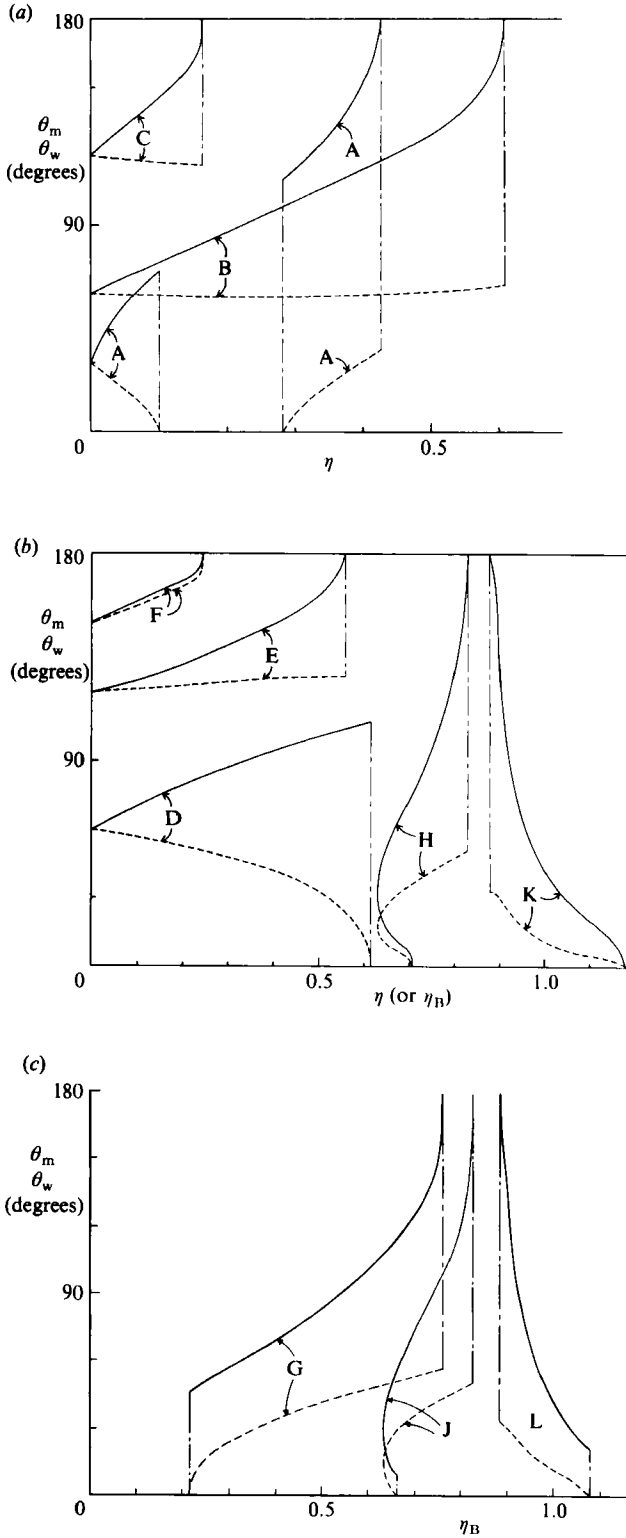 (a)
180
θm
θw
(degrees)
C
A
90
B
A
A
0
0.5
η
(b)
180
F
θm
θw
(degrees)
E
90
D
H
K
0
0.5
1.0
η (or ηB)
(c)
180
θm
θw
(degrees)
90
G
J
L
0
0.5
1.0
ηB